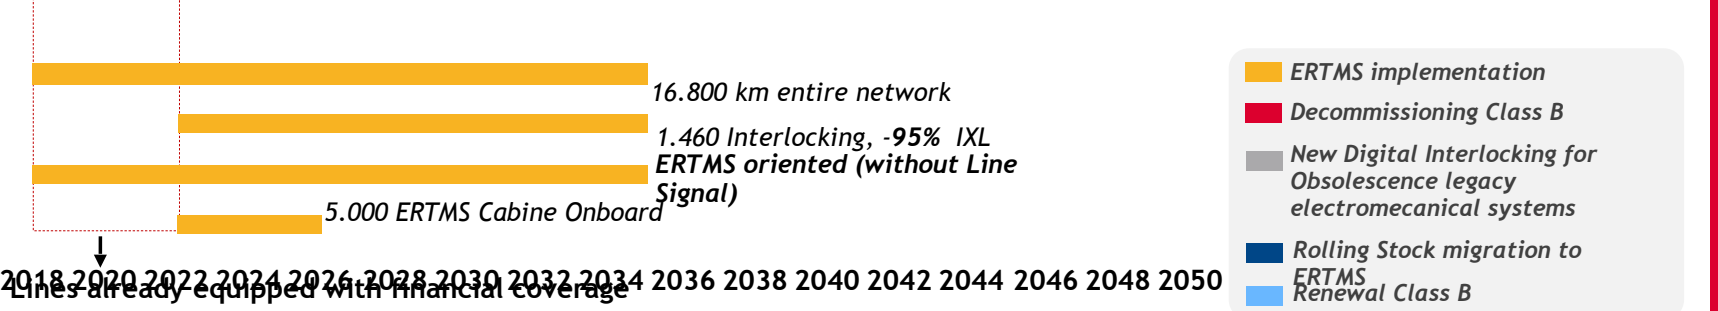 16.800 km entire network
1.460 Interlocking, -95% IXL
ERTMS oriented (without Line
Signal)
5.000 ERTMS Cabine Onboard
2018 2020 2022 2024 2026 2028 2030 2032 2034 2036 2038 2040 2042 2044 2046 2048 2050
Lines already equipped with financial coverage
ERTMS implementation
Decommissioning Class B
New Digital Interlocking for
Obsolescence legacy
electromecanical systems
Rolling Stock migration to
ERTMS
Renewal Class B